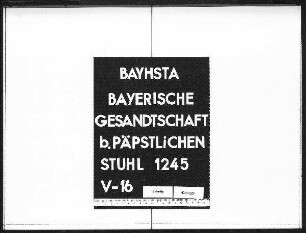 BAYHSTA
BAYERISCHE
GESANDTSCHAFT
b. PÄPSTLiCHEN
STUHL 1245
V-16